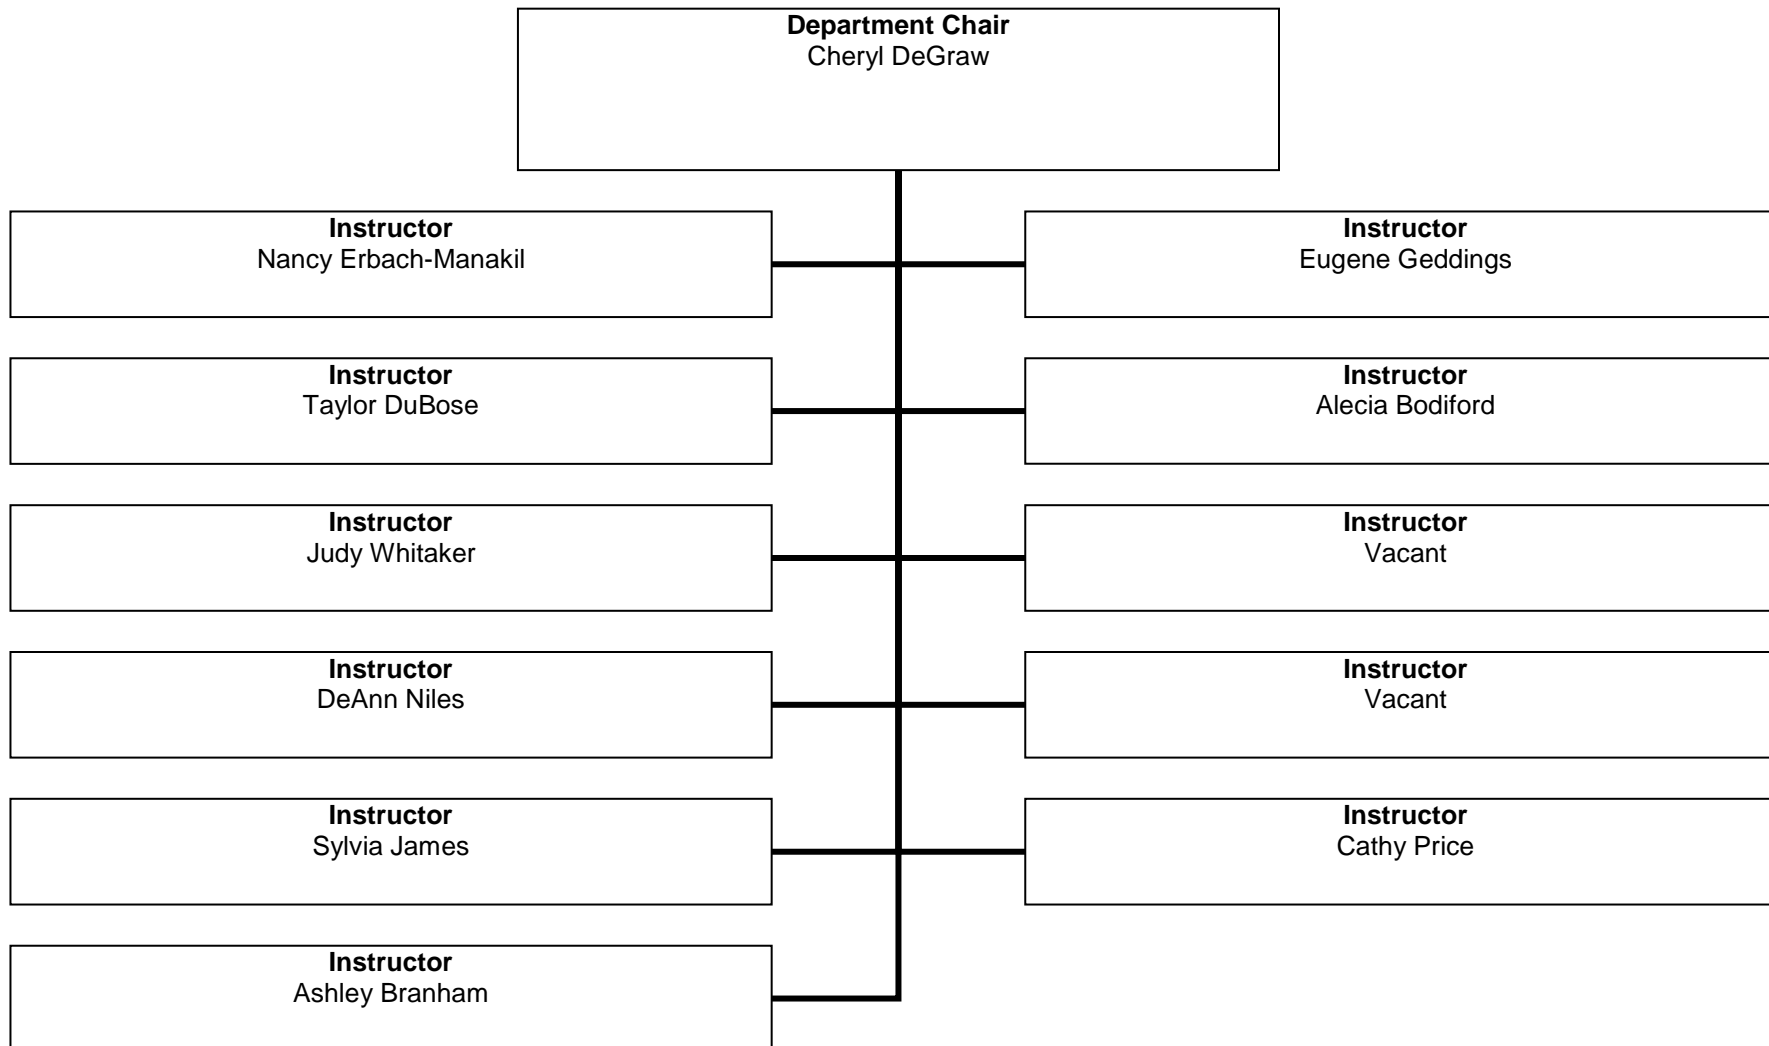 Department Chair
Cheryl DeGraw
Instructor
Nancy Erbach-Manakil
Instructor
Eugene Geddings
Instructor
Taylor DuBose
Instructor
Alecia Bodiford
Instructor
Judy Whitaker
Instructor
Vacant
Instructor
DeAnn Niles
Instructor
Vacant
Instructor
Sylvia James
Instructor
Cathy Price
Instructor
Ashley Branham